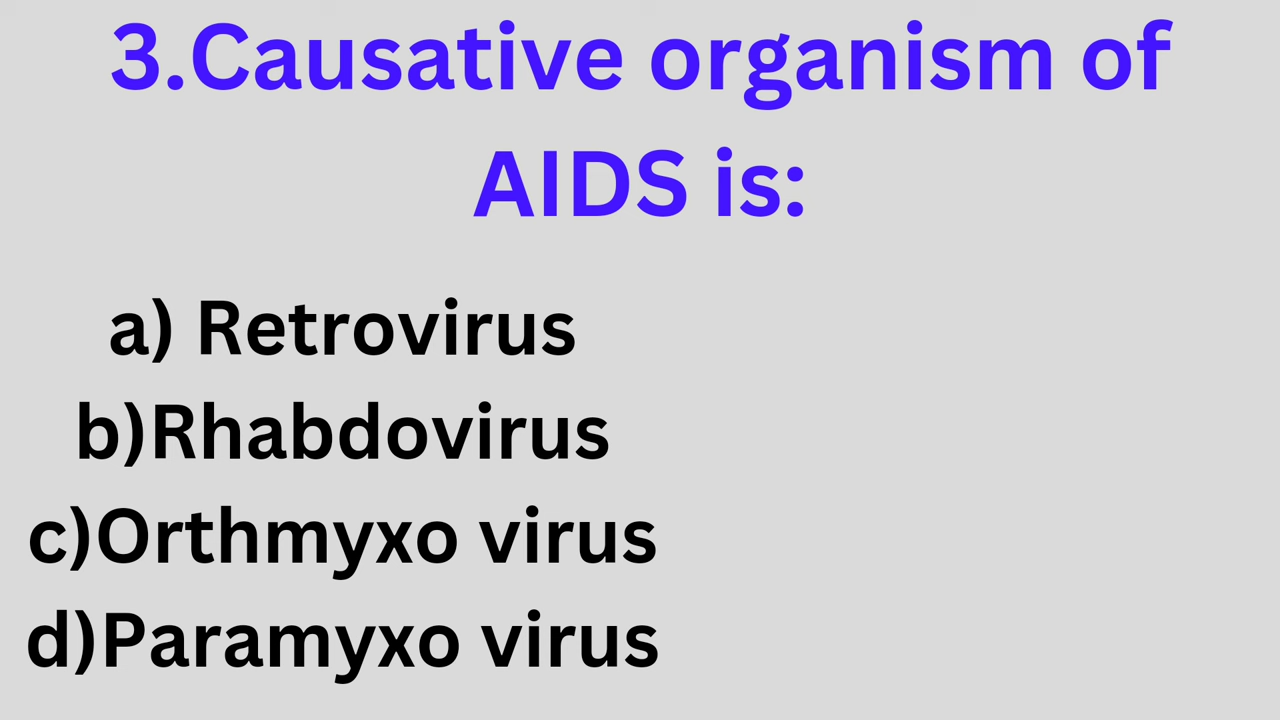 3.Causative organism of
AIDS is:
a) Retrovirus
b)Rhabdovirus
c)Orthmyxo virus
d)Paramyxo virus